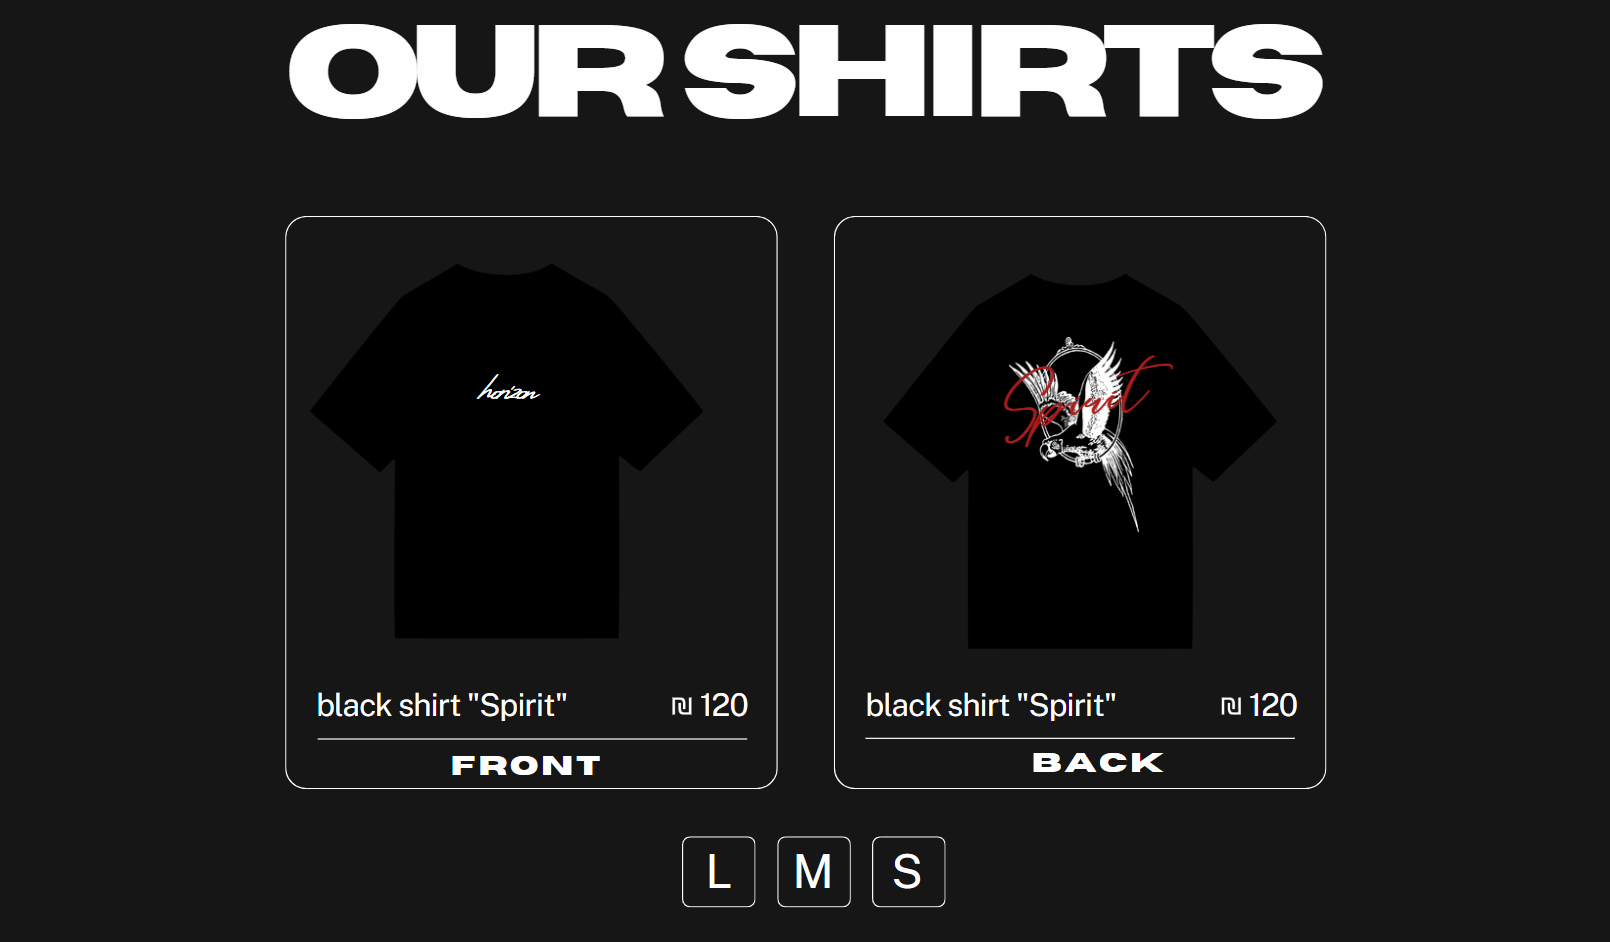 OUR SHIRTS
horizon
Spirit
black shirt "Spirit"
₪ 120
FRONT
black shirt "Spirit"
₪ 120
BACK
L
M
S